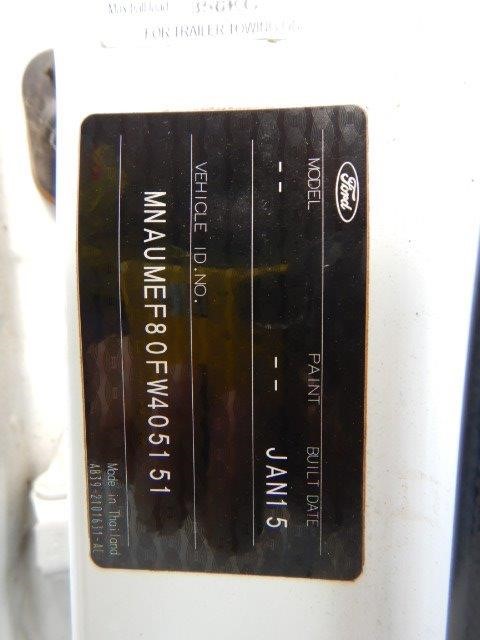 FOR TRAILER TOWING
Ford
MODEL PAINT BUILT DATE
-- -- JAN15
VEHICLE ID.NO.
MNAUMEF80FW405151
Made in Thailand